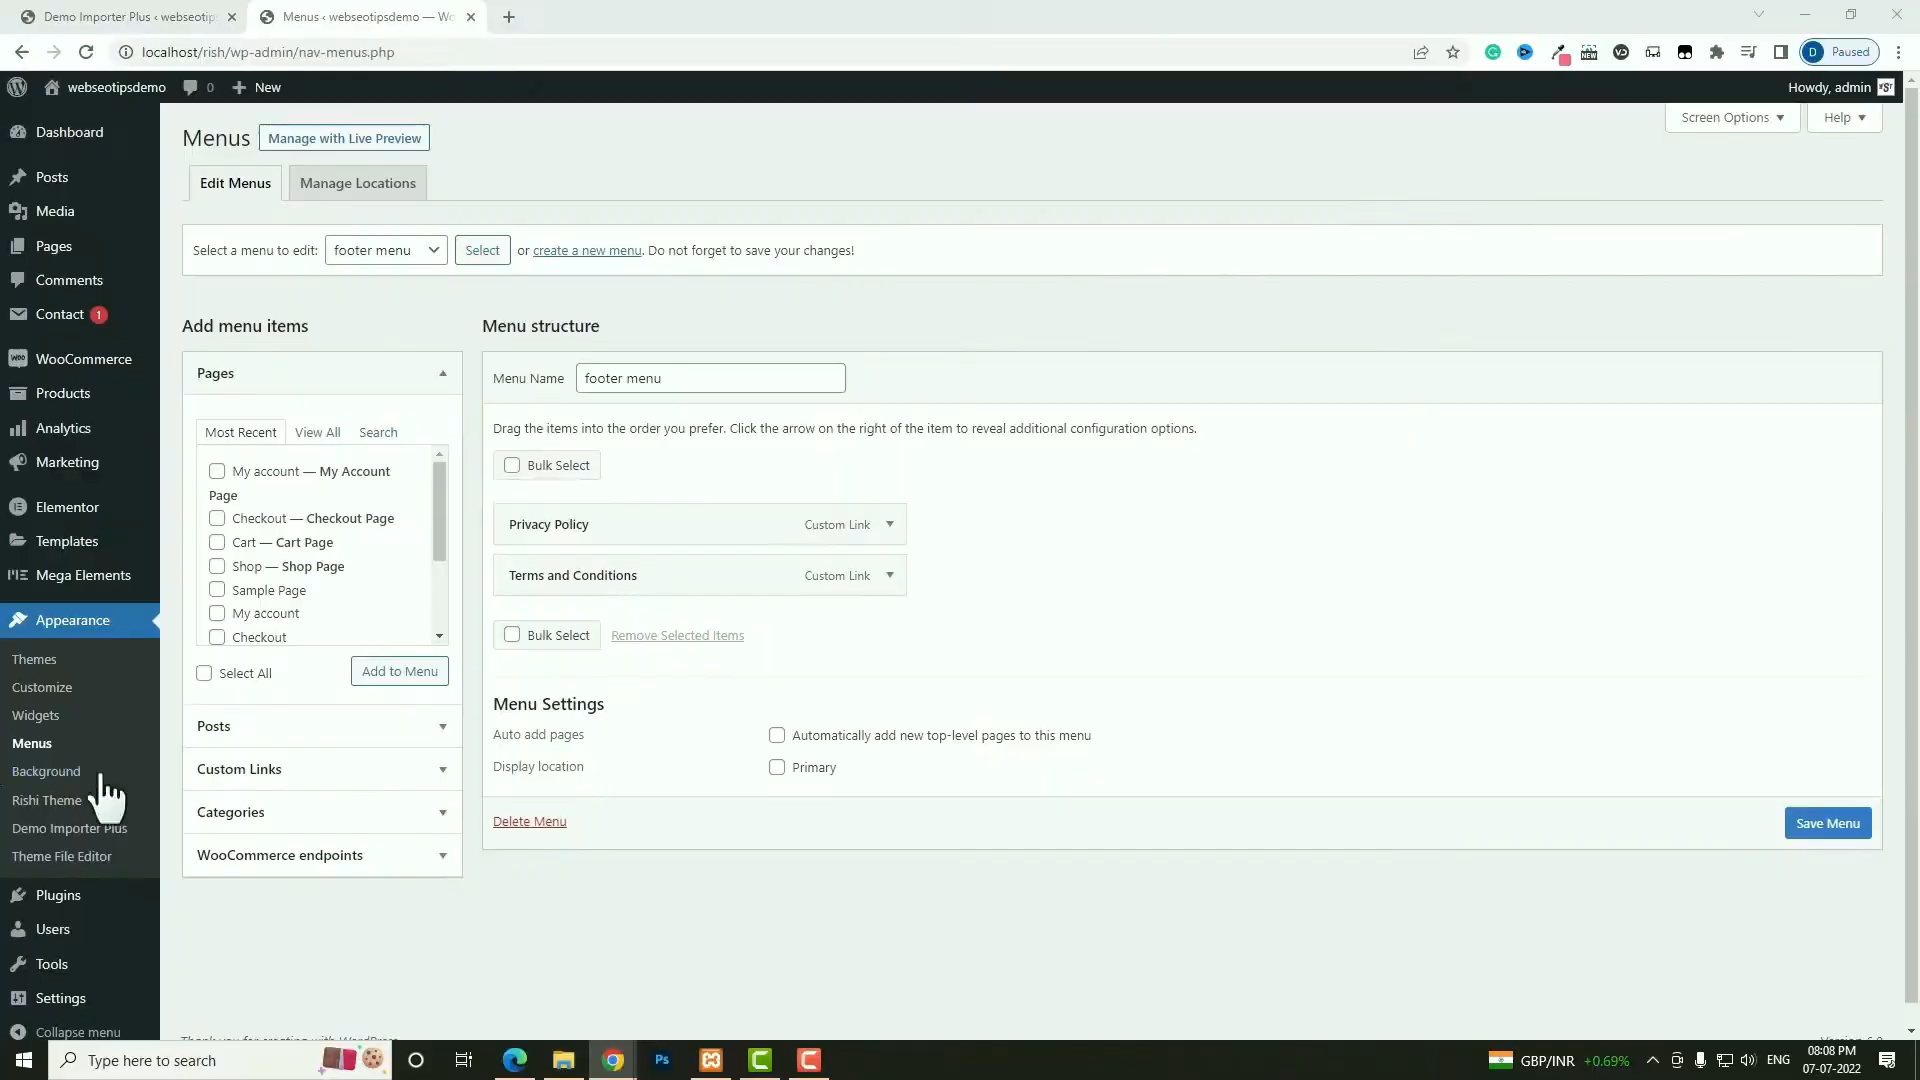 Demo Importer Plus ‹ webseotips
Menus ‹ webseotipsdemo — Wo
localhost/rish/wp-admin/nav-menus.php
NEW
D Paused
webseotipsdemo 0 New
Howdy, admin
Screen Options
Help
Dashboard
Posts
Media
Pages
Comments
Contact 1
WooCommerce
Products
Analytics
Marketing
Elementor
Templates
Mega Elements
Appearance
Themes
Customize
Widgets
Menus
Background
Rishi Theme
Demo Importer Plus
Theme File Editor
Plugins
Users
Tools
Settings
Collapse menu
Menus Manage with Live Preview
Edit Menus Manage Locations
Select a menu to edit: footer menu Select or create a new menu. Do not forget to save your changes!
Add menu items
Pages
Most Recent View All Search
My account — My Account
Page
Checkout — Checkout Page
Cart — Cart Page
Shop — Shop Page
Sample Page
My account
Checkout
Select All Add to Menu
Posts
Custom Links
Categories
WooCommerce endpoints
Menu structure
Menu Name footer menu
Drag the items into the order you prefer. Click the arrow on the right of the item to reveal additional configuration options.
Bulk Select
Privacy Policy Custom Link
Terms and Conditions Custom Link
Bulk Select Remove Selected Items
Menu Settings
Auto add pages Automatically add new top-level pages to this menu
Display location Primary
Delete Menu Save Menu
Type here to search
Ps
GBP/INR +0.69%
ENG
08:08 PM
07-07-2022